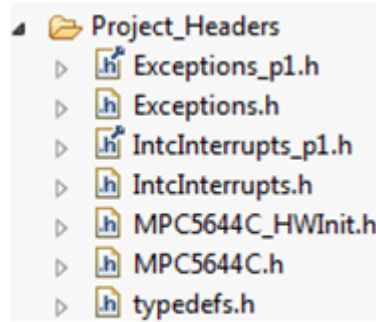 Project_Headers
Exceptions_p1.h
Exceptions.h
IntcInterrupts_p1.h
IntcInterrupts.h
MPC5644C_HWInit.h
MPC5644C.h
typedefs.h